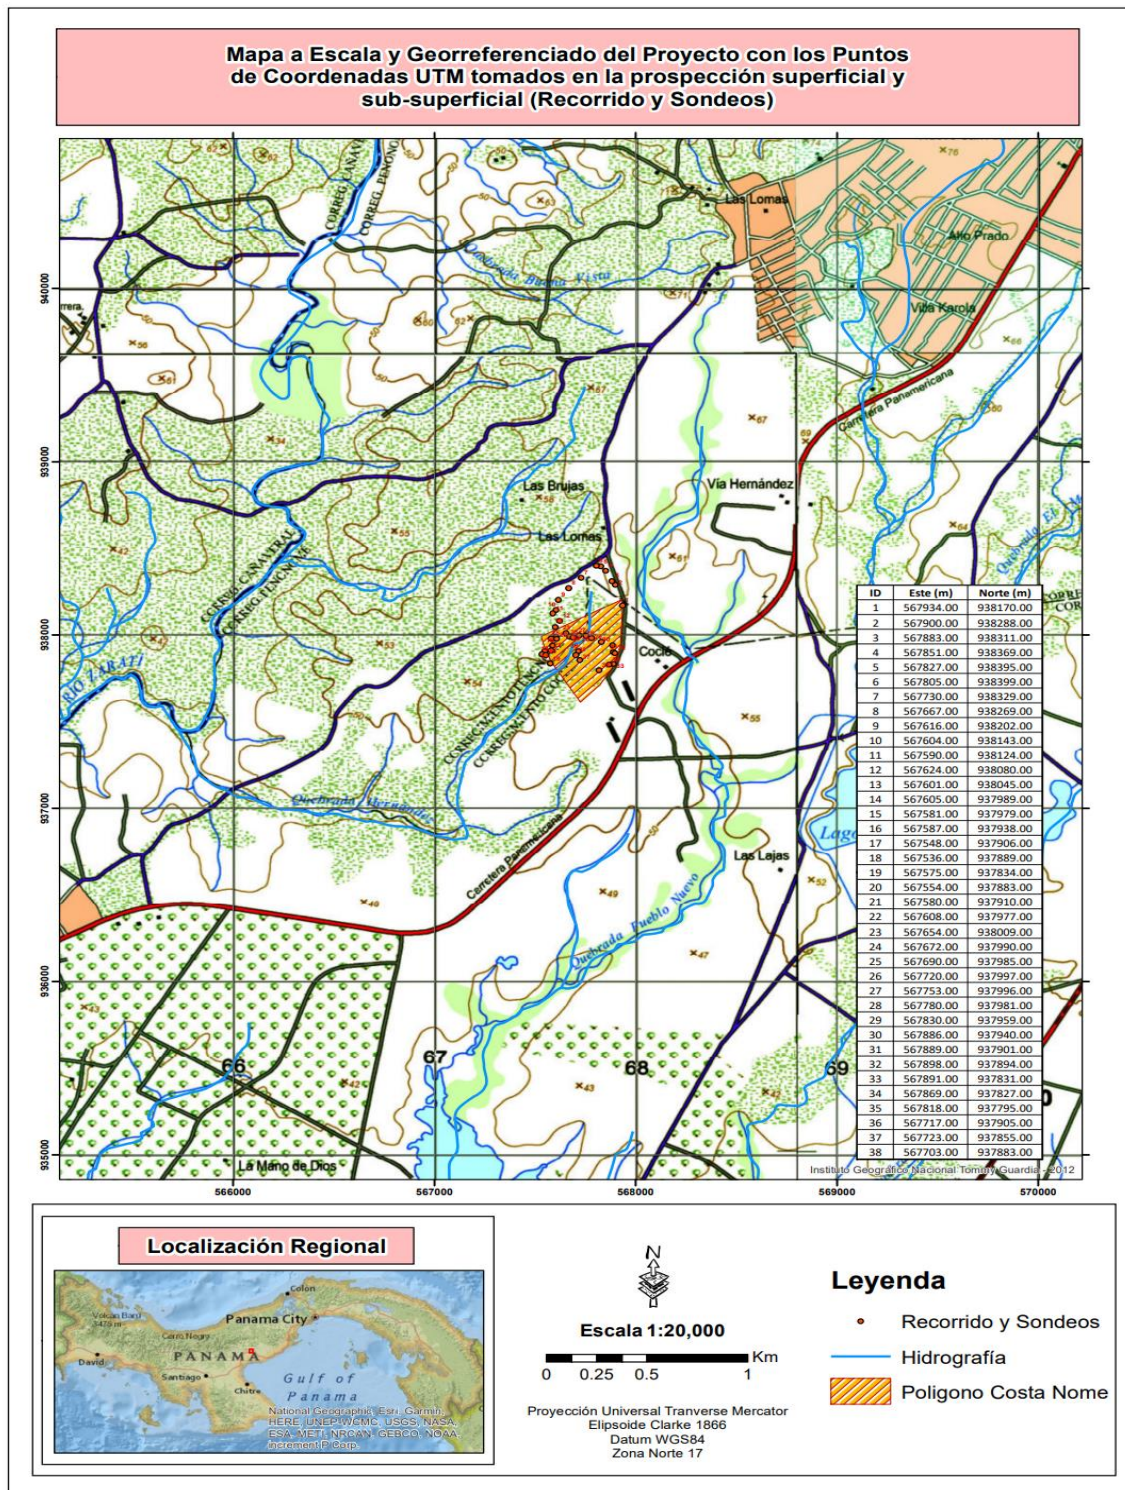 Mapa a Escala y Georreferenciado del Proyecto con los Puntos
de Coordenadas UTM tomados en la prospección superficial y
sub-superficial (Recorrido y Sondeos)
Las Lomas
Alto Prado
Villa Karola
Quebrada Buena Vista
Carretera Panamericana
Las Brujas
Vía Hernández
Las Lomas
Coclé
RIO ZARATI
Quebrada Hernández
Carretera Panamericana
Las Lajas
Quebrada Pueblo Nuevo
La Mano de Dios
66
67
68
69
940000
939000
938000
937000
936000
935000
566000
567000
568000
569000
570000
ID Este (m) Norte (m)
1 567934.00 938170.00
2 567900.00 938288.00
3 567883.00 938311.00
4 567851.00 938369.00
5 567827.00 938395.00
6 567805.00 938399.00
7 567730.00 938329.00
8 567667.00 938269.00
9 567616.00 938202.00
10 567604.00 938143.00
11 567590.00 938124.00
12 567624.00 938080.00
13 567601.00 938045.00
14 567605.00 937989.00
15 567581.00 937979.00
16 567587.00 937938.00
17 567548.00 937906.00
18 567536.00 937889.00
19 567575.00 937834.00
20 567554.00 937883.00
21 567580.00 937910.00
22 567608.00 937977.00
23 567654.00 938009.00
24 567672.00 937990.00
25 567690.00 937985.00
26 567720.00 937997.00
27 567753.00 937996.00
28 567780.00 937981.00
29 567830.00 937959.00
30 567886.00 937940.00
31 567889.00 937901.00
32 567898.00 937894.00
33 567891.00 937831.00
34 567869.00 937827.00
35 567818.00 937795.00
36 567717.00 937905.00
37 567723.00 937855.00
38 567703.00 937883.00
Instituto Geográfico Nacional Tommy Guardia - 2012
Localización Regional
Colón
Panama City
Volcan Barú
3475 m
Cerro Negro
PANAMA
David
Santiago
Chitre
Gulf of
Panama
National Geographic, Esri, Garmin,
HERE, UNEP-WCMC, USGS, NASA,
ESA, METI, NRCAN, GEBCO, NOAA,
increment P Corp.
N
Escala 1:20,000
Km
0 0.25 0.5 1
Proyección Universal Tranverse Mercator
Elipsoide Clarke 1866
Datum WGS84
Zona Norte 17
Leyenda
Recorrido y Sondeos
Hidrografía
Poligono Costa Nome